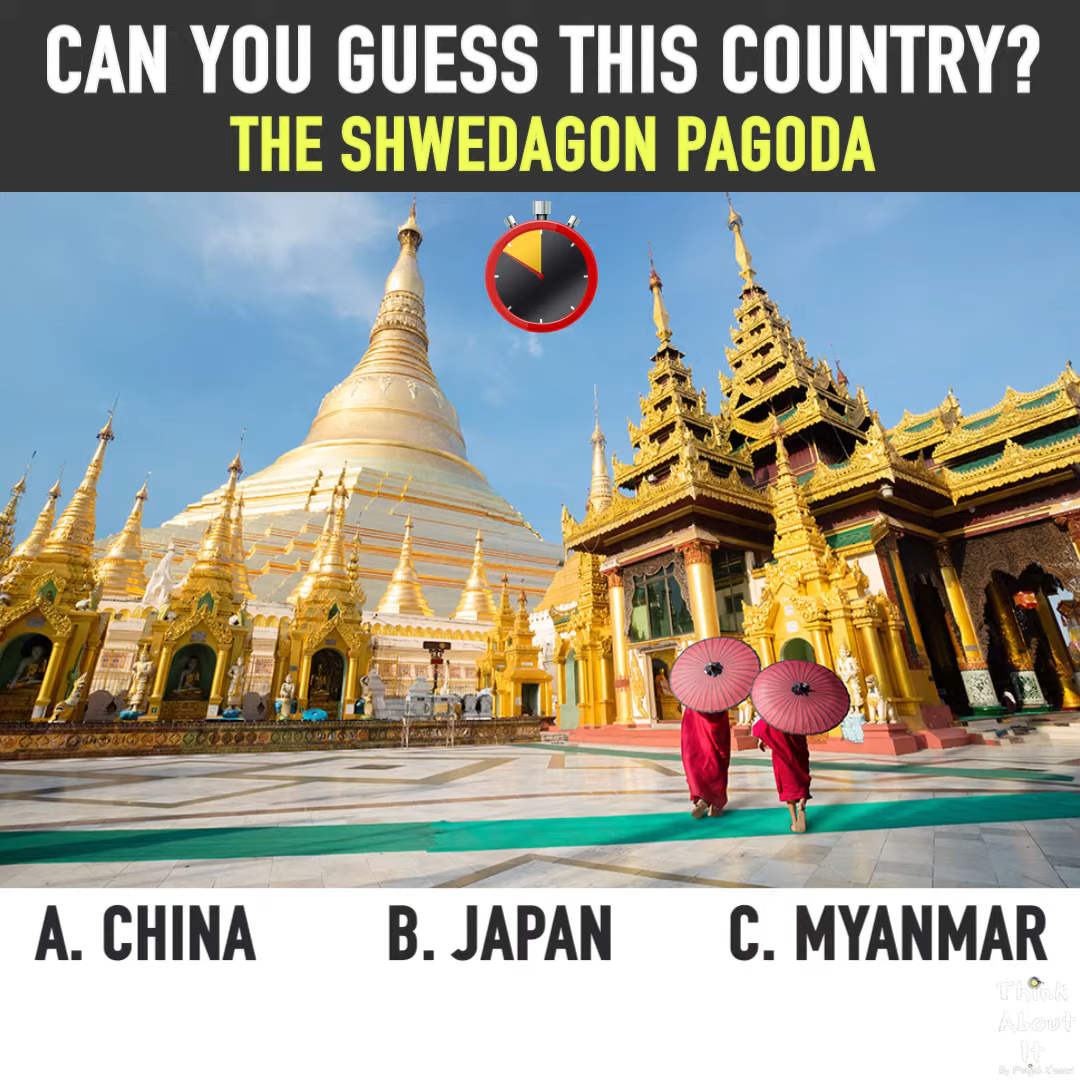 CAN YOU GUESS THIS COUNTRY?
THE SHWEDAGON PAGODA
A. CHINA
B. JAPAN
C. MYANMAR
Think
About
It